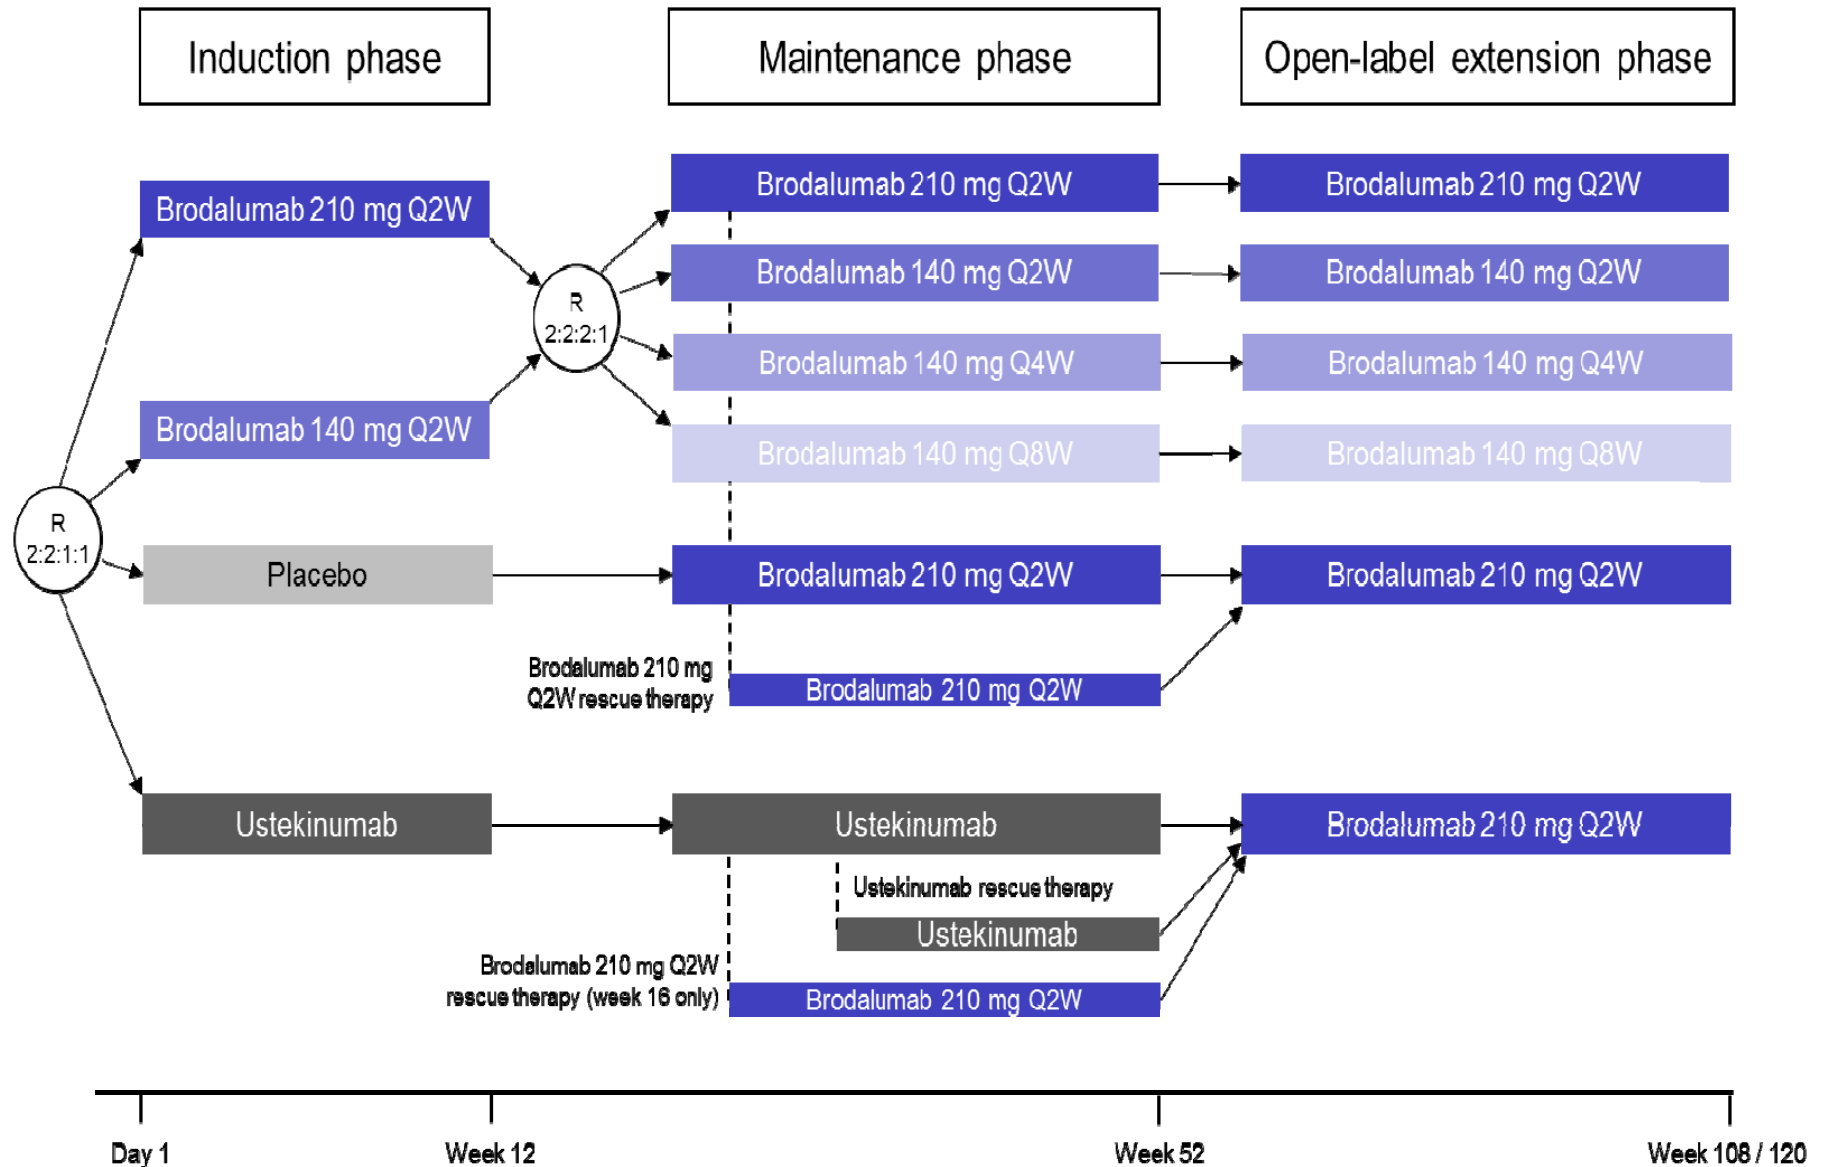 Induction phase
Maintenance phase
Open-label extension phase
Brodalumab 210 mg Q2W
Brodalumab 140 mg Q2W
Placebo
Ustekinumab
R
2:2:1:1
R
2:2:2:1
Brodalumab 210 mg Q2W
Brodalumab 140 mg Q2W
Brodalumab 140 mg Q4W
Brodalumab 140 mg Q8W
Brodalumab 210 mg Q2W
Brodalumab 210 mg
Q2W rescue therapy
Brodalumab 210 mg Q2W
Ustekinumab
Ustekinumab rescue therapy
Ustekinumab
Brodalumab 210 mg Q2W
rescue therapy (week 16 only)
Brodalumab 210 mg Q2W
Brodalumab 210 mg Q2W
Brodalumab 140 mg Q2W
Brodalumab 140 mg Q4W
Brodalumab 140 mg Q8W
Brodalumab 210 mg Q2W
Brodalumab 210 mg Q2W
Day 1
Week 12
Week 52
Week 108 / 120